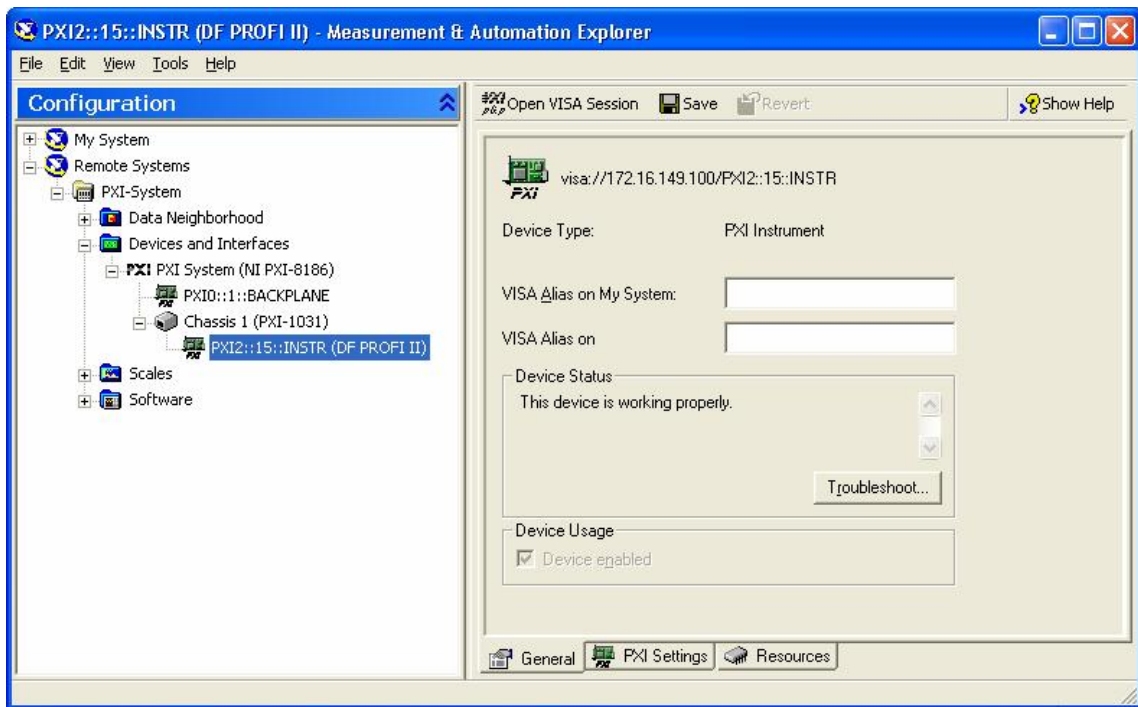 PXI2::15::INSTR (DF PROFI II) - Measurement & Automation Explorer
File Edit View Tools Help
Configuration
My System
Remote Systems
PXI-System
Data Neighborhood
Devices and Interfaces
PXI PXI System (NI PXI-8186)
PXI0::1::BACKPLANE
Chassis 1 (PXI-1031)
PXI2::15::INSTR (DF PROFI II)
Scales
Software
Open VISA Session Save Revert Show Help
PXI visa://172.16.149.100/PXI2::15::INSTR
Device Type: PXI Instrument
VISA Alias on My System:
VISA Alias on
Device Status
This device is working properly.
Troubleshoot...
Device Usage
Device enabled
General PXI Settings Resources